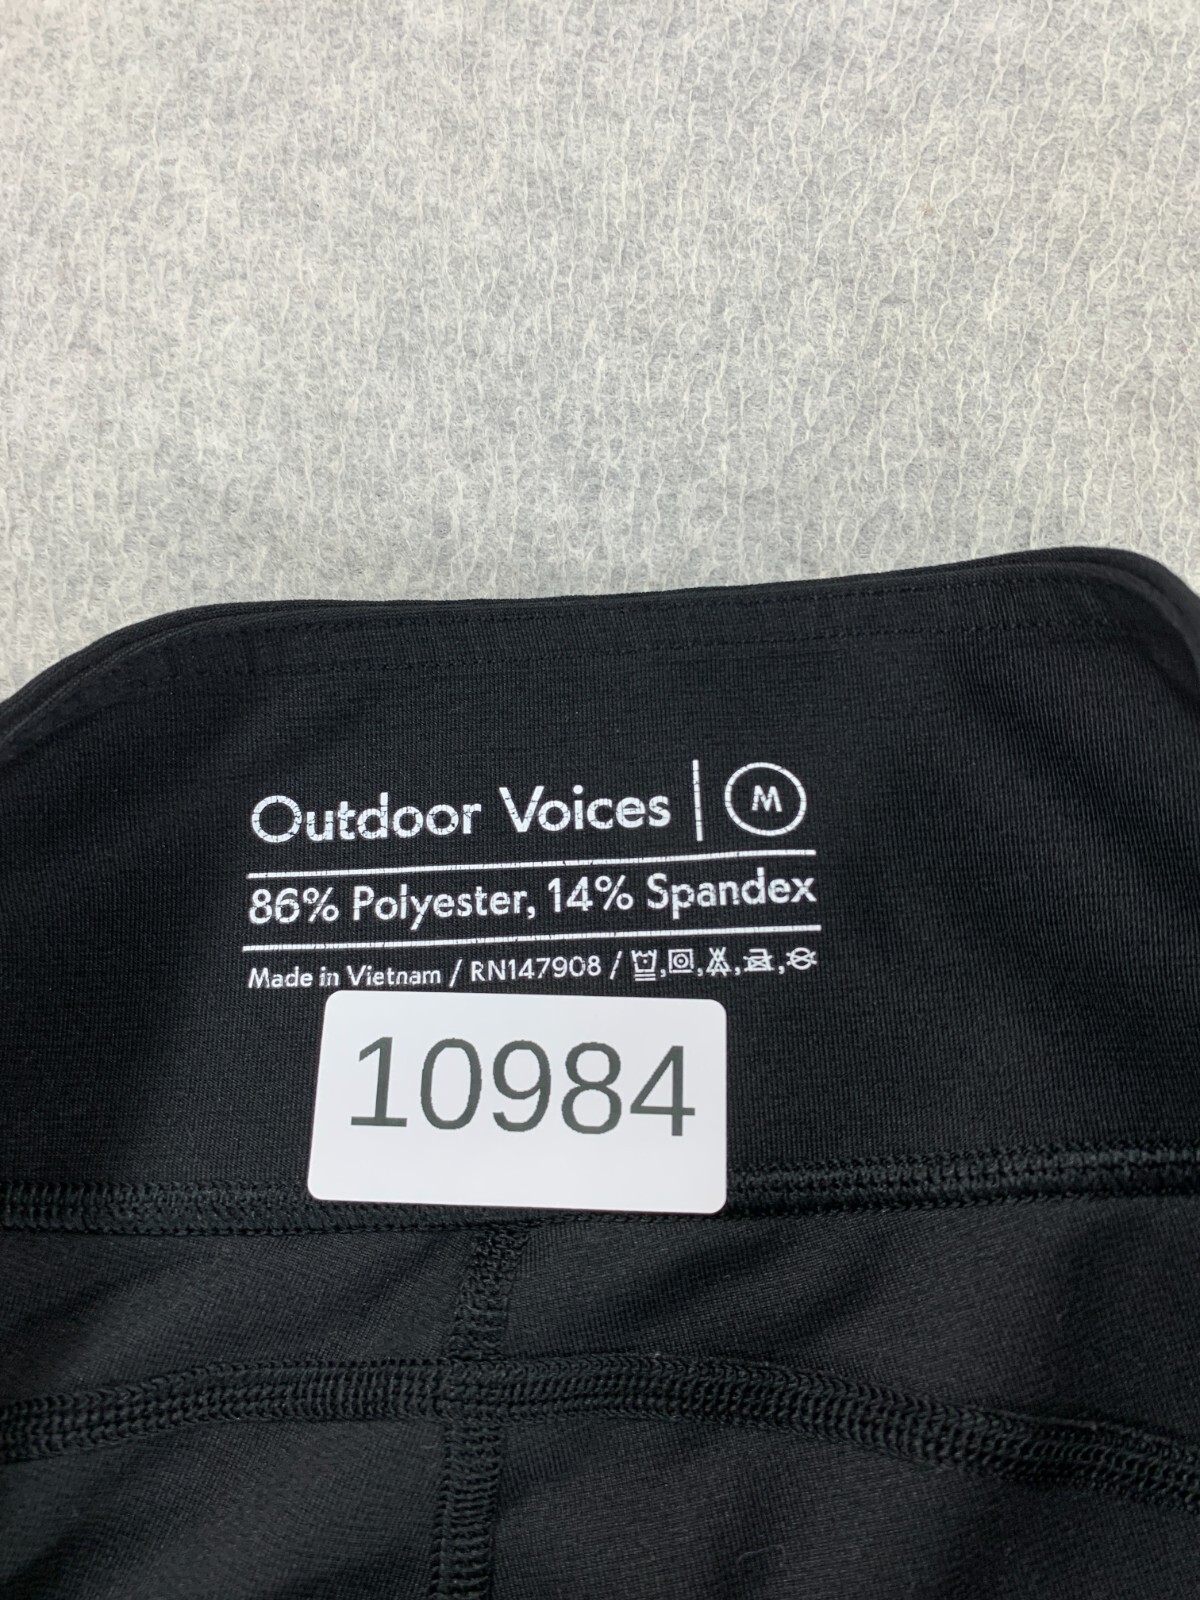 Outdoor Voices | M
86% Polyester, 14% Spandex
Made in Vietnam / RN147908 /
10984